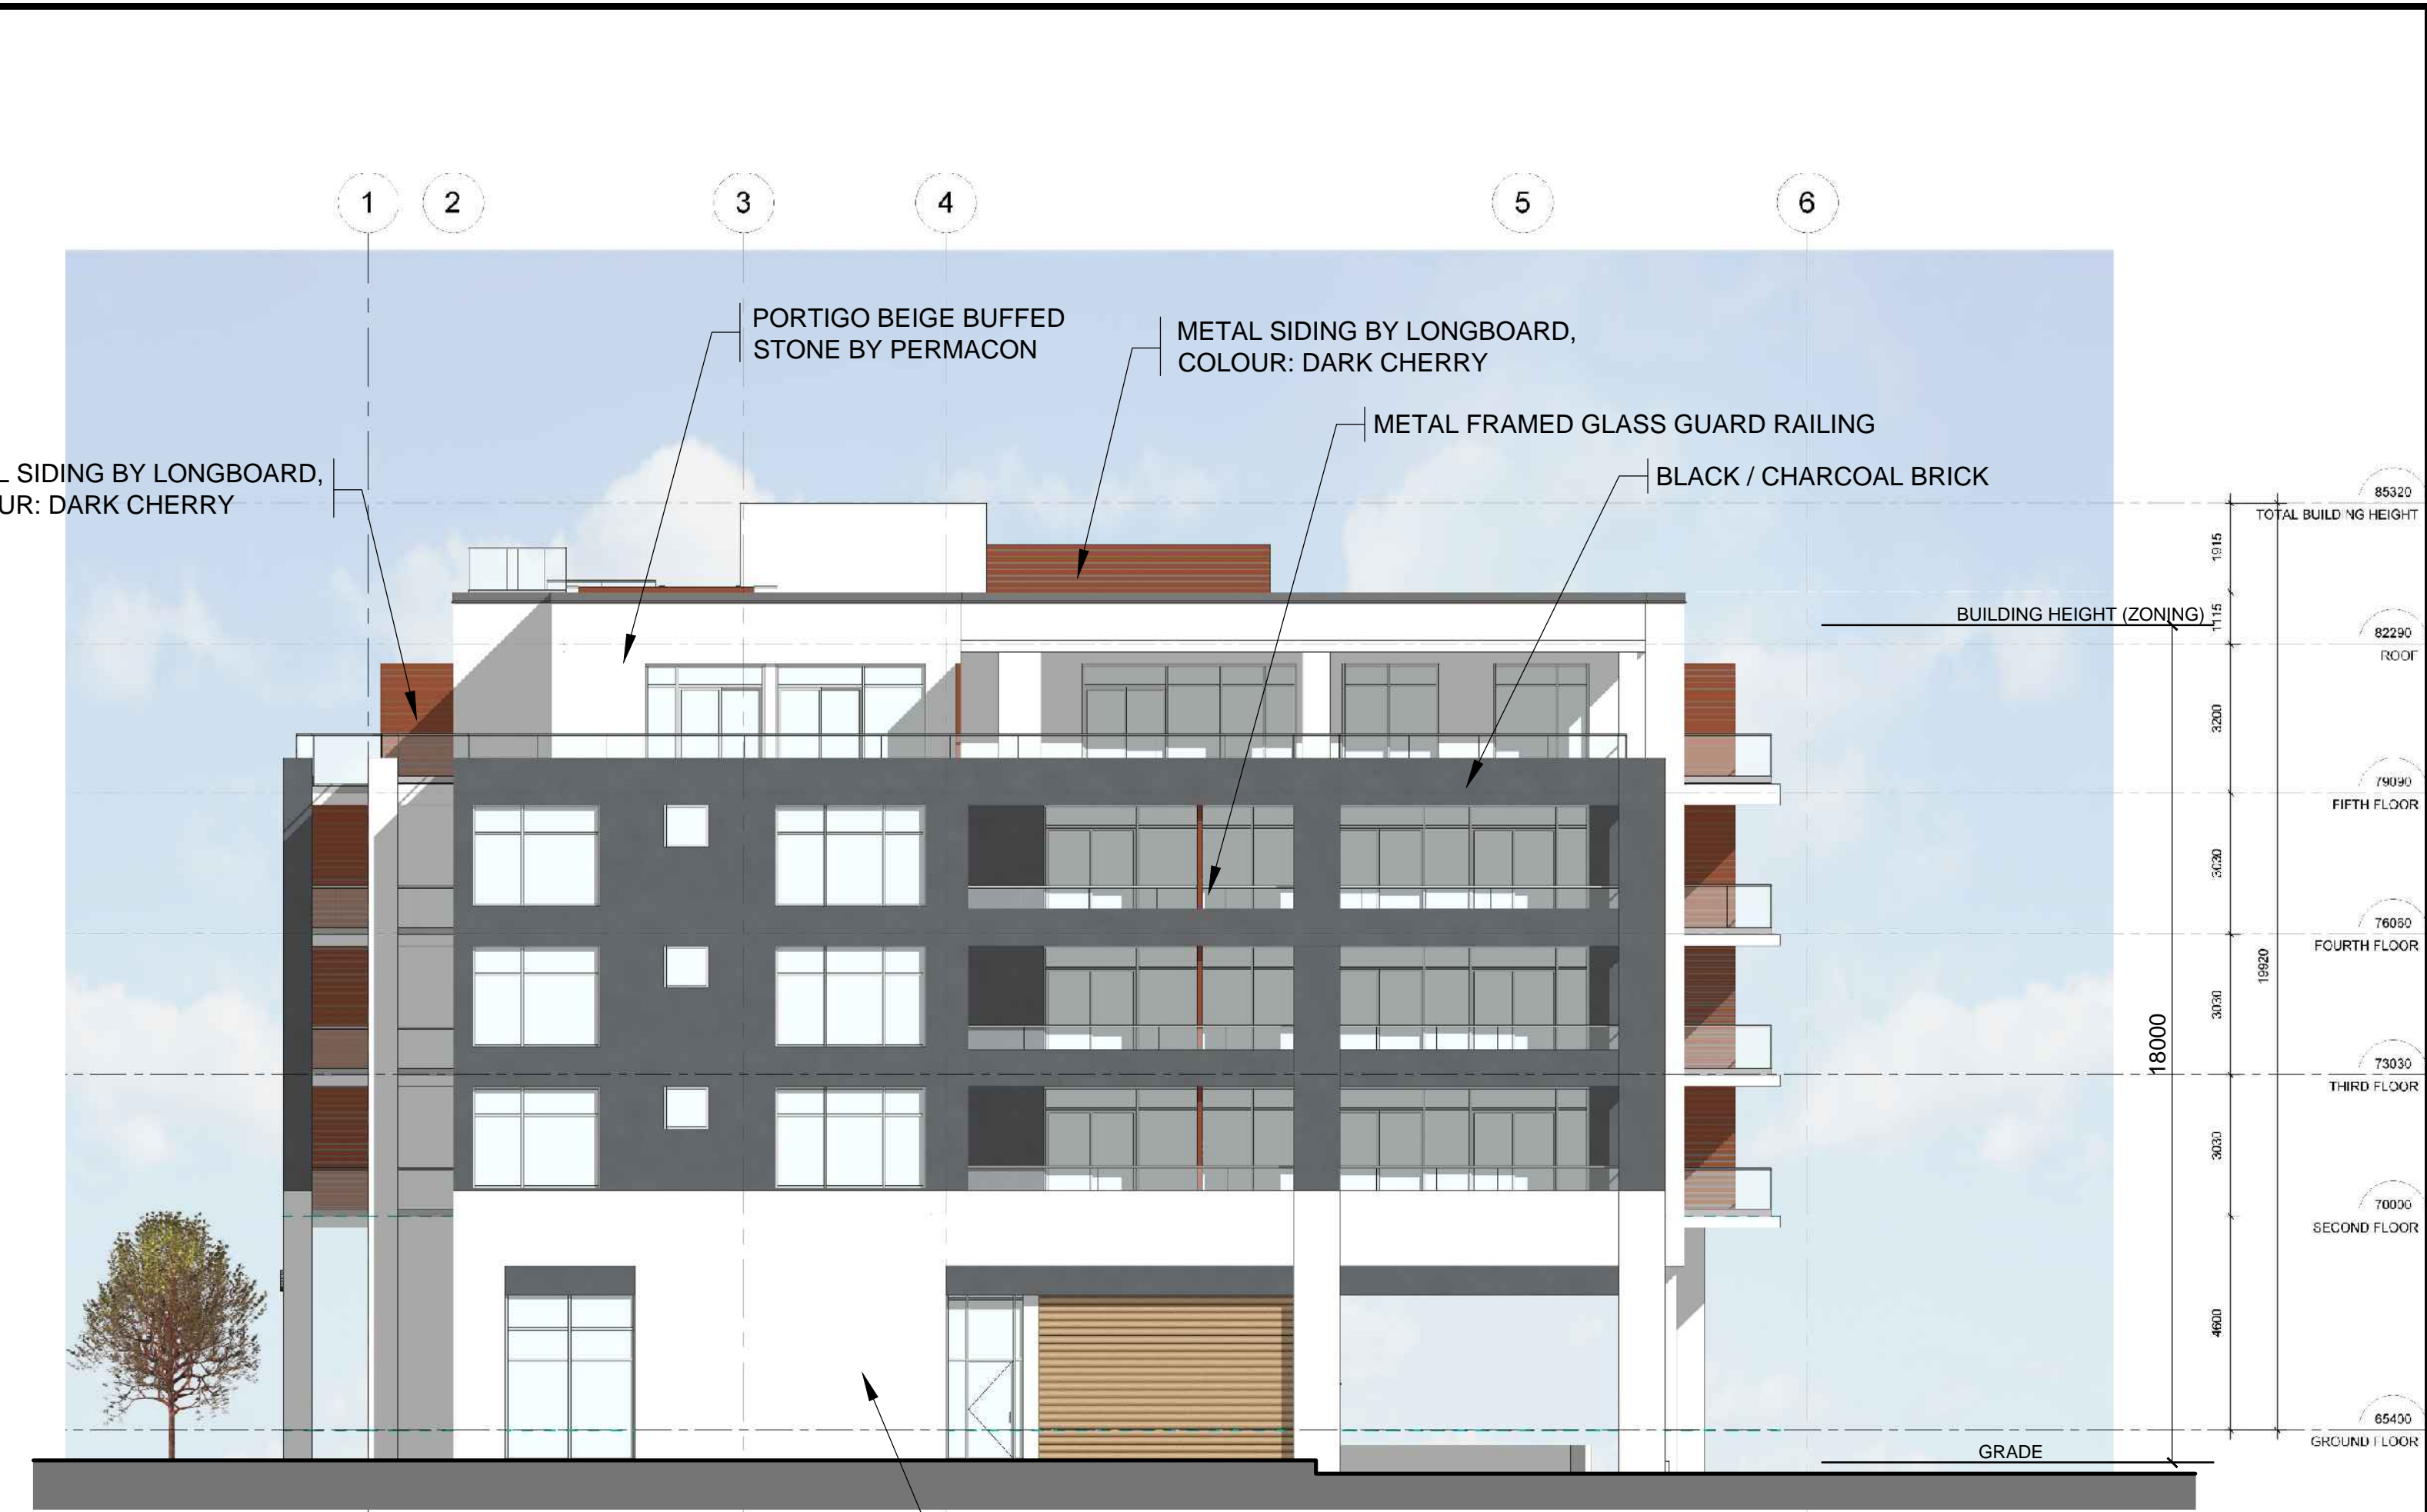 1 2 3 4 5 6
PORTIGO BEIGE BUFFED
STONE BY PERMACON
METAL SIDING BY LONGBOARD,
COLOUR: DARK CHERRY
METAL FRAMED GLASS GUARD RAILING
BLACK / CHARCOAL BRICK
L SIDING BY LONGBOARD,
UR: DARK CHERRY
85320
TOTAL BUILDING HEIGHT
1915
BUILDING HEIGHT (ZONING)
1115
82290
ROOF
3200
79090
FIFTH FLOOR
3030
76060
FOURTH FLOOR
19920
3030
18000
73030
THIRD FLOOR
3030
70000
SECOND FLOOR
4600
65400
GROUND FLOOR
GRADE